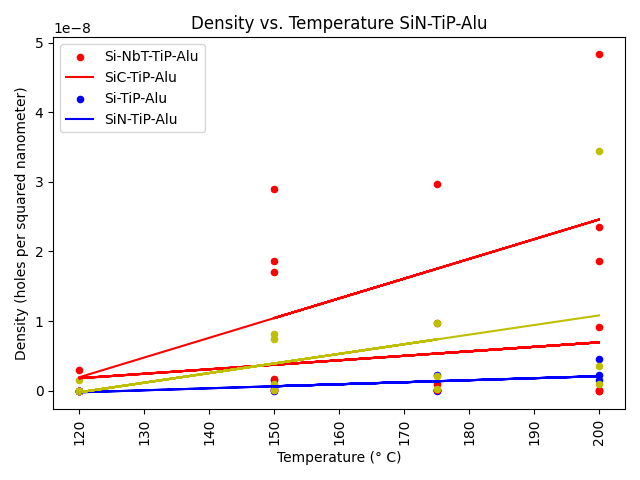 Density vs. Temperature SiN-TiP-Alu
1e−8
Si-NbT-TiP-Alu
SiC-TiP-Alu
Si-TiP-Alu
SiN-TiP-Alu
Density (holes per squared nanometer)
5
4
3
2
1
0
120 130 140 150 160 170 180 190 200
Temperature (° C)